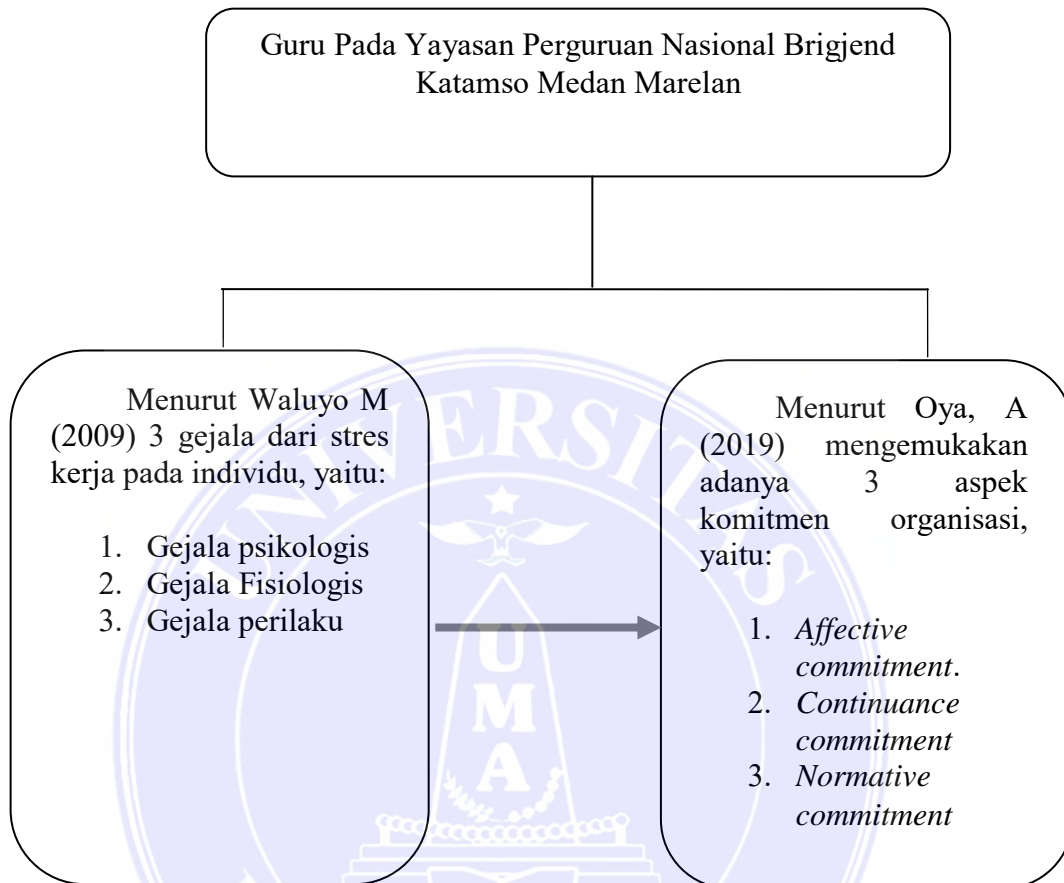 Guru Pada Yayasan Perguruan Nasional Brigjend
Katamso Medan Marelan
Menurut Waluyo M
(2009) 3 gejala dari stres
kerja pada individu, yaitu:
1. Gejala psikologis
2. Gejala Fisiologis
3. Gejala perilaku
Menurut Oya, A
(2019) mengemukakan
adanya 3 aspek
komitmen organisasi,
yaitu:
1. Affective
commitment.
2. Continuance
commitment
3. Normative
commitment
UNIVERSITAS
UMA